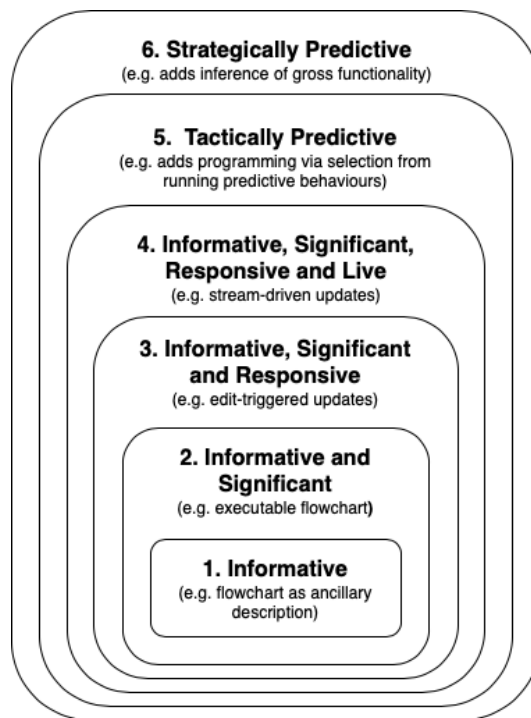 6. Strategically Predictive
(e.g. adds inference of gross functionality)
5. Tactically Predictive
(e.g. adds programming via selection from
running predictive behaviours)
4. Informative, Significant,
Responsive and Live
(e.g. stream-driven updates)
3. Informative, Significant
and Responsive
(e.g. edit-triggered updates)
2. Informative and
Significant
(e.g. executable flowchart)
1. Informative
(e.g. flowchart as ancillary
description)